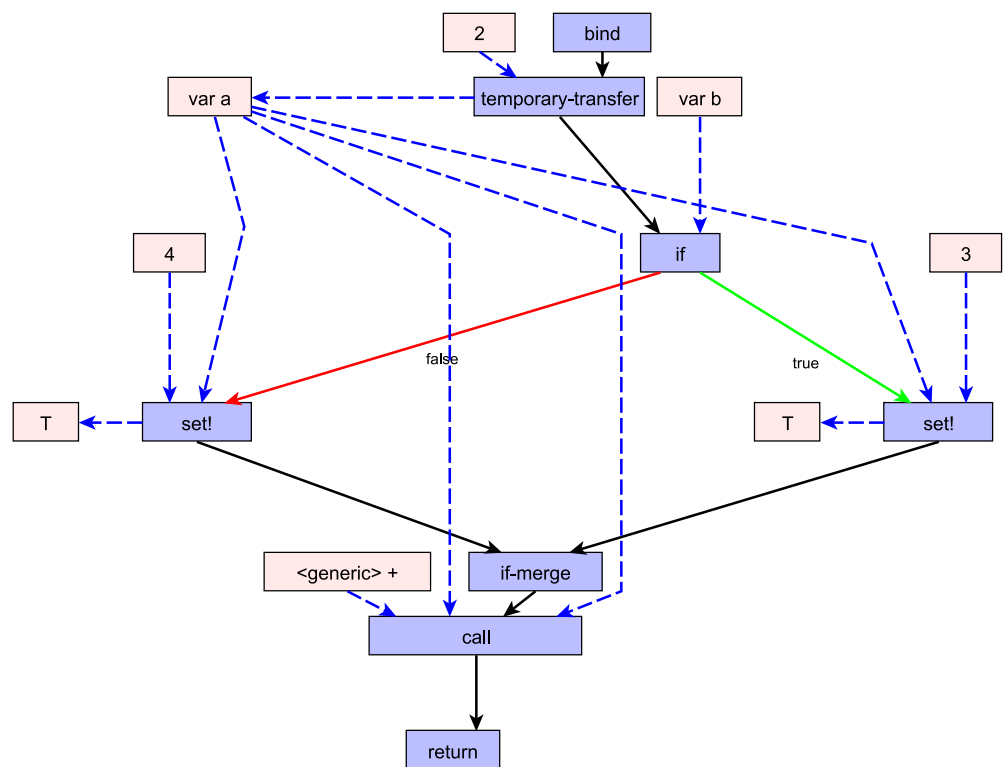 2
bind
var a
temporary-transfer
var b
4
if
3
false
true
T
set!
T
set!
<generic> +
if-merge
call
return